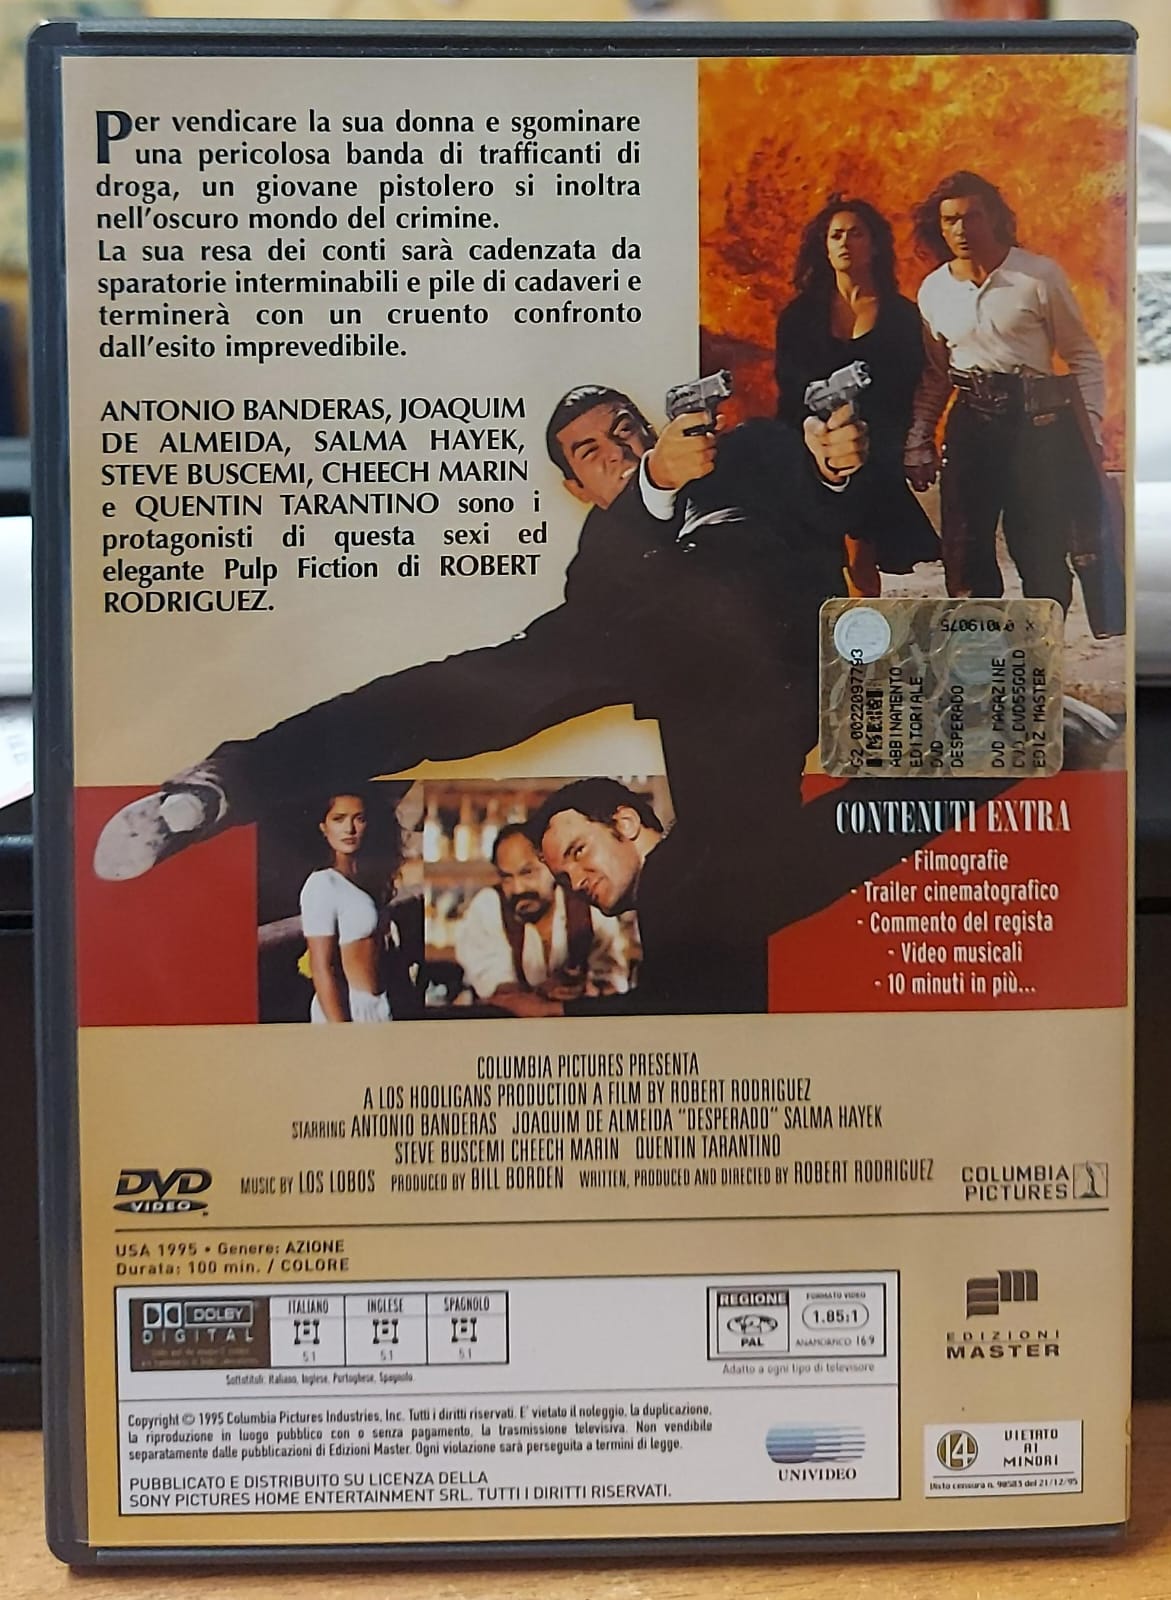 Per vendicare la sua donna e sgominare
una pericolosa banda di trafficanti di
droga, un giovane pistolero si inoltra
nell'oscuro mondo del crimine.
La sua resa dei conti sarà cadenzata da
sparatorie interminabili e pile di cadaveri e
terminerà con un cruento confronto
dall'esito imprevedibile.
ANTONIO BANDERAS, JOAQUIM
DE ALMEIDA, SALMA HAYEK,
STEVE BUSCEMI, CHEECH MARIN
e QUENTIN TARANTINO sono i
protagonisti di questa sexi ed
elegante Pulp Fiction di ROBERT
RODRIGUEZ.
G2 0022097793
ABBINAMENTO
EDITORIALE
DVD
DESPERADO
DVD MAGAZINE
DVD DVD55GOLD
EDIZ MASTER
CONTENUTI EXTRA
- Filmografie
- Trailer cinematografico
- Commento del regista
- Video musicali
- 10 minuti in più...
COLUMBIA PICTURES PRESENTA
A LOS HOOLIGANS PRODUCTION A FILM BY ROBERT RODRIGUEZ
STARRING ANTONIO BANDERAS JOAQUIM DE ALMEIDA "DESPERADO" SALMA HAYEK
STEVE BUSCEMI CHEECH MARIN QUENTIN TARANTINO
MUSIC BY LOS LOBOS PRODUCED BY BILL BORDEN WRITTEN, PRODUCED AND DIRECTED BY ROBERT RODRIGUEZ
DVD
VIDEO
COLUMBIA
PICTURES
USA 1995 • Genere: AZIONE
Durata: 100 min. / COLORE
DOLBY
DIGITAL
ITALIANO
5.1
INGLESE
5.1
SPAGNOLO
5.1
Sottotitoli: Italiano, Inglese, Portoghese, Spagnolo
REGIONE
2
PAL
FORMATO VIDEO
1.85:1
ANAMORFICO 16:9
Adatto a ogni tipo di televisore
EDIZIONI
MASTER
Copyright © 1995 Columbia Pictures Industries, Inc. Tutti i diritti riservati. E' vietato il noleggio, la duplicazione,
la riproduzione in luogo pubblico con o senza pagamento, la trasmissione televisiva. Non vendibile
separatamente dalle pubblicazioni di Edizioni Master. Ogni violazione sarà perseguita a termini di legge.
PUBBLICATO E DISTRIBUITO SU LICENZA DELLA
SONY PICTURES HOME ENTERTAINMENT SRL. TUTTI I DIRITTI RISERVATI.
UNIVIDEO
14
VIETATO
AI
MINORI
Visto censura n. 90583 del 21/12/95